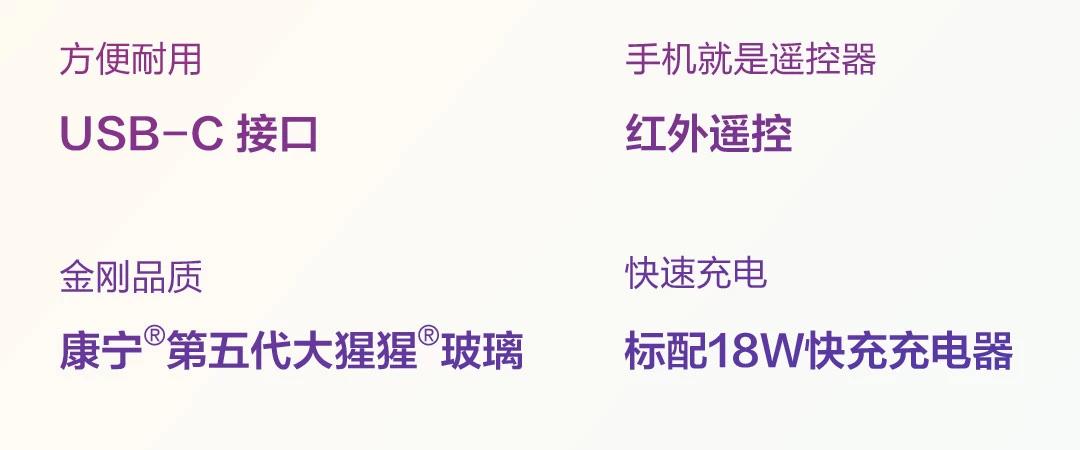 方便耐用
USB-C 接口
手机就是遥控器
红外遥控
金刚品质
康宁®第五代大猩猩®玻璃
快速充电
标配18W快充充电器